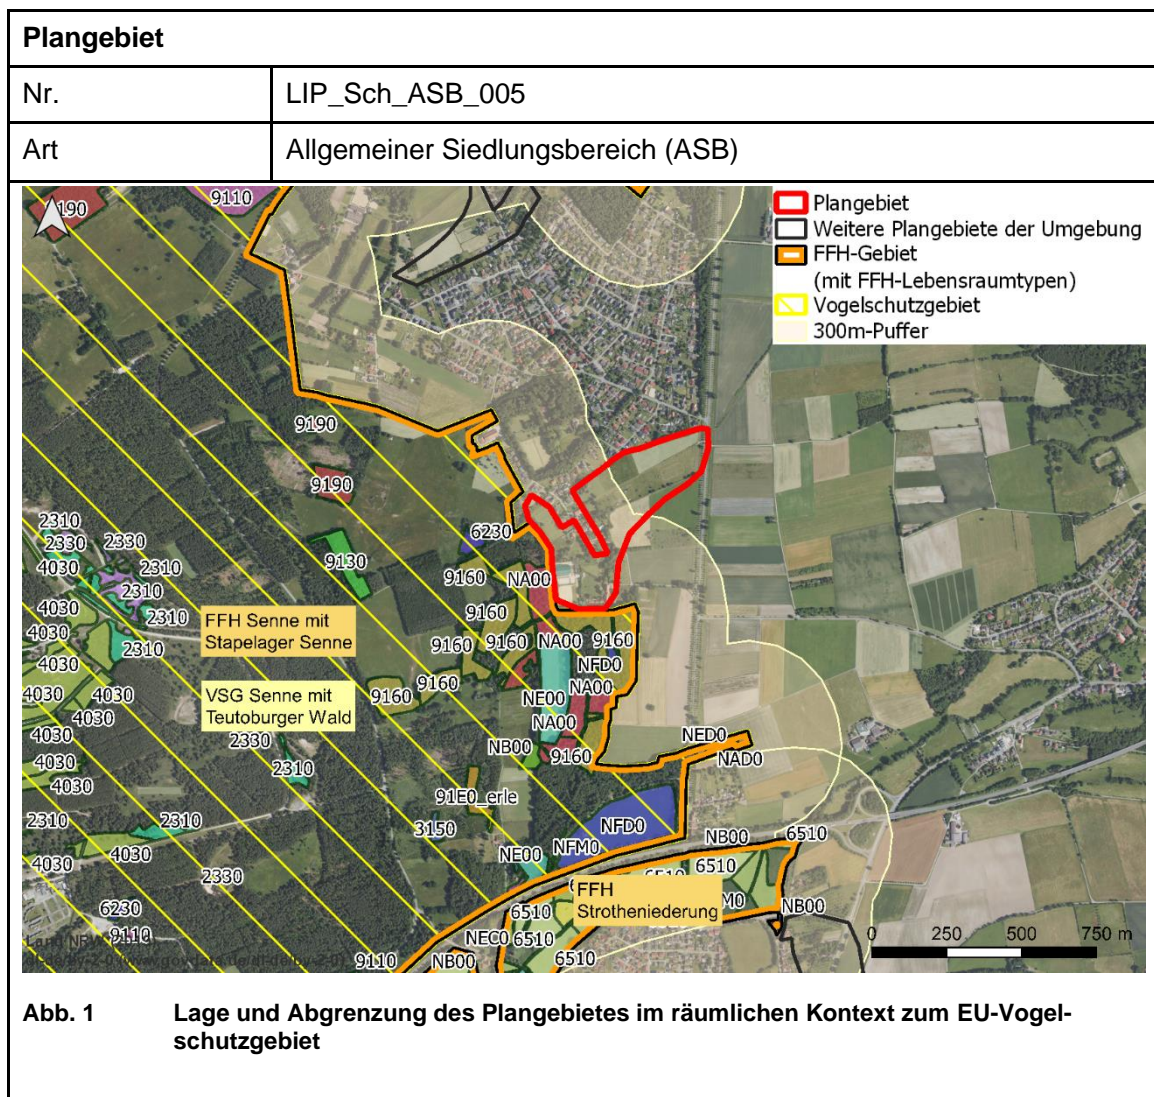 Plangebiet
Nr. LIP_Sch_ASB_005
Art Allgemeiner Siedlungsbereich (ASB)
190
9110
Plangebiet
Weitere Plangebiete der Umgebung
FFH-Gebiet
(mit FFH-Lebensraumtypen)
Vogelschutzgebiet
300m-Puffer
9190
9190
2310
2330 2330
4030 2310
2310
4030 2310
4030
2310
4030
4030
4030
4030
4030
4030
6230
9130
9160 NA00
9160
9160 9160 NA00 9160
NFD0
9160 9160 NA00
NE00
NA00
NB00
9160
FFH Senne mit
Stapelager Senne
VSG Senne mit
Teutoburger Wald
2330
2310
NED0
NAD0
91E0_erle
3150
NFD0
NFM0
NE00
NB00 6510
2310 2310
4030
4030
2330
6230
9110
6510 6510
6510
FFH
Strotheniederung
M0
NB00
6510
NEC0 6510
9110 NB00 6510
0 250 500 750 m
Abb. 1 Lage und Abgrenzung des Plangebietes im räumlichen Kontext zum EU-Vogel-
schutzgebiet